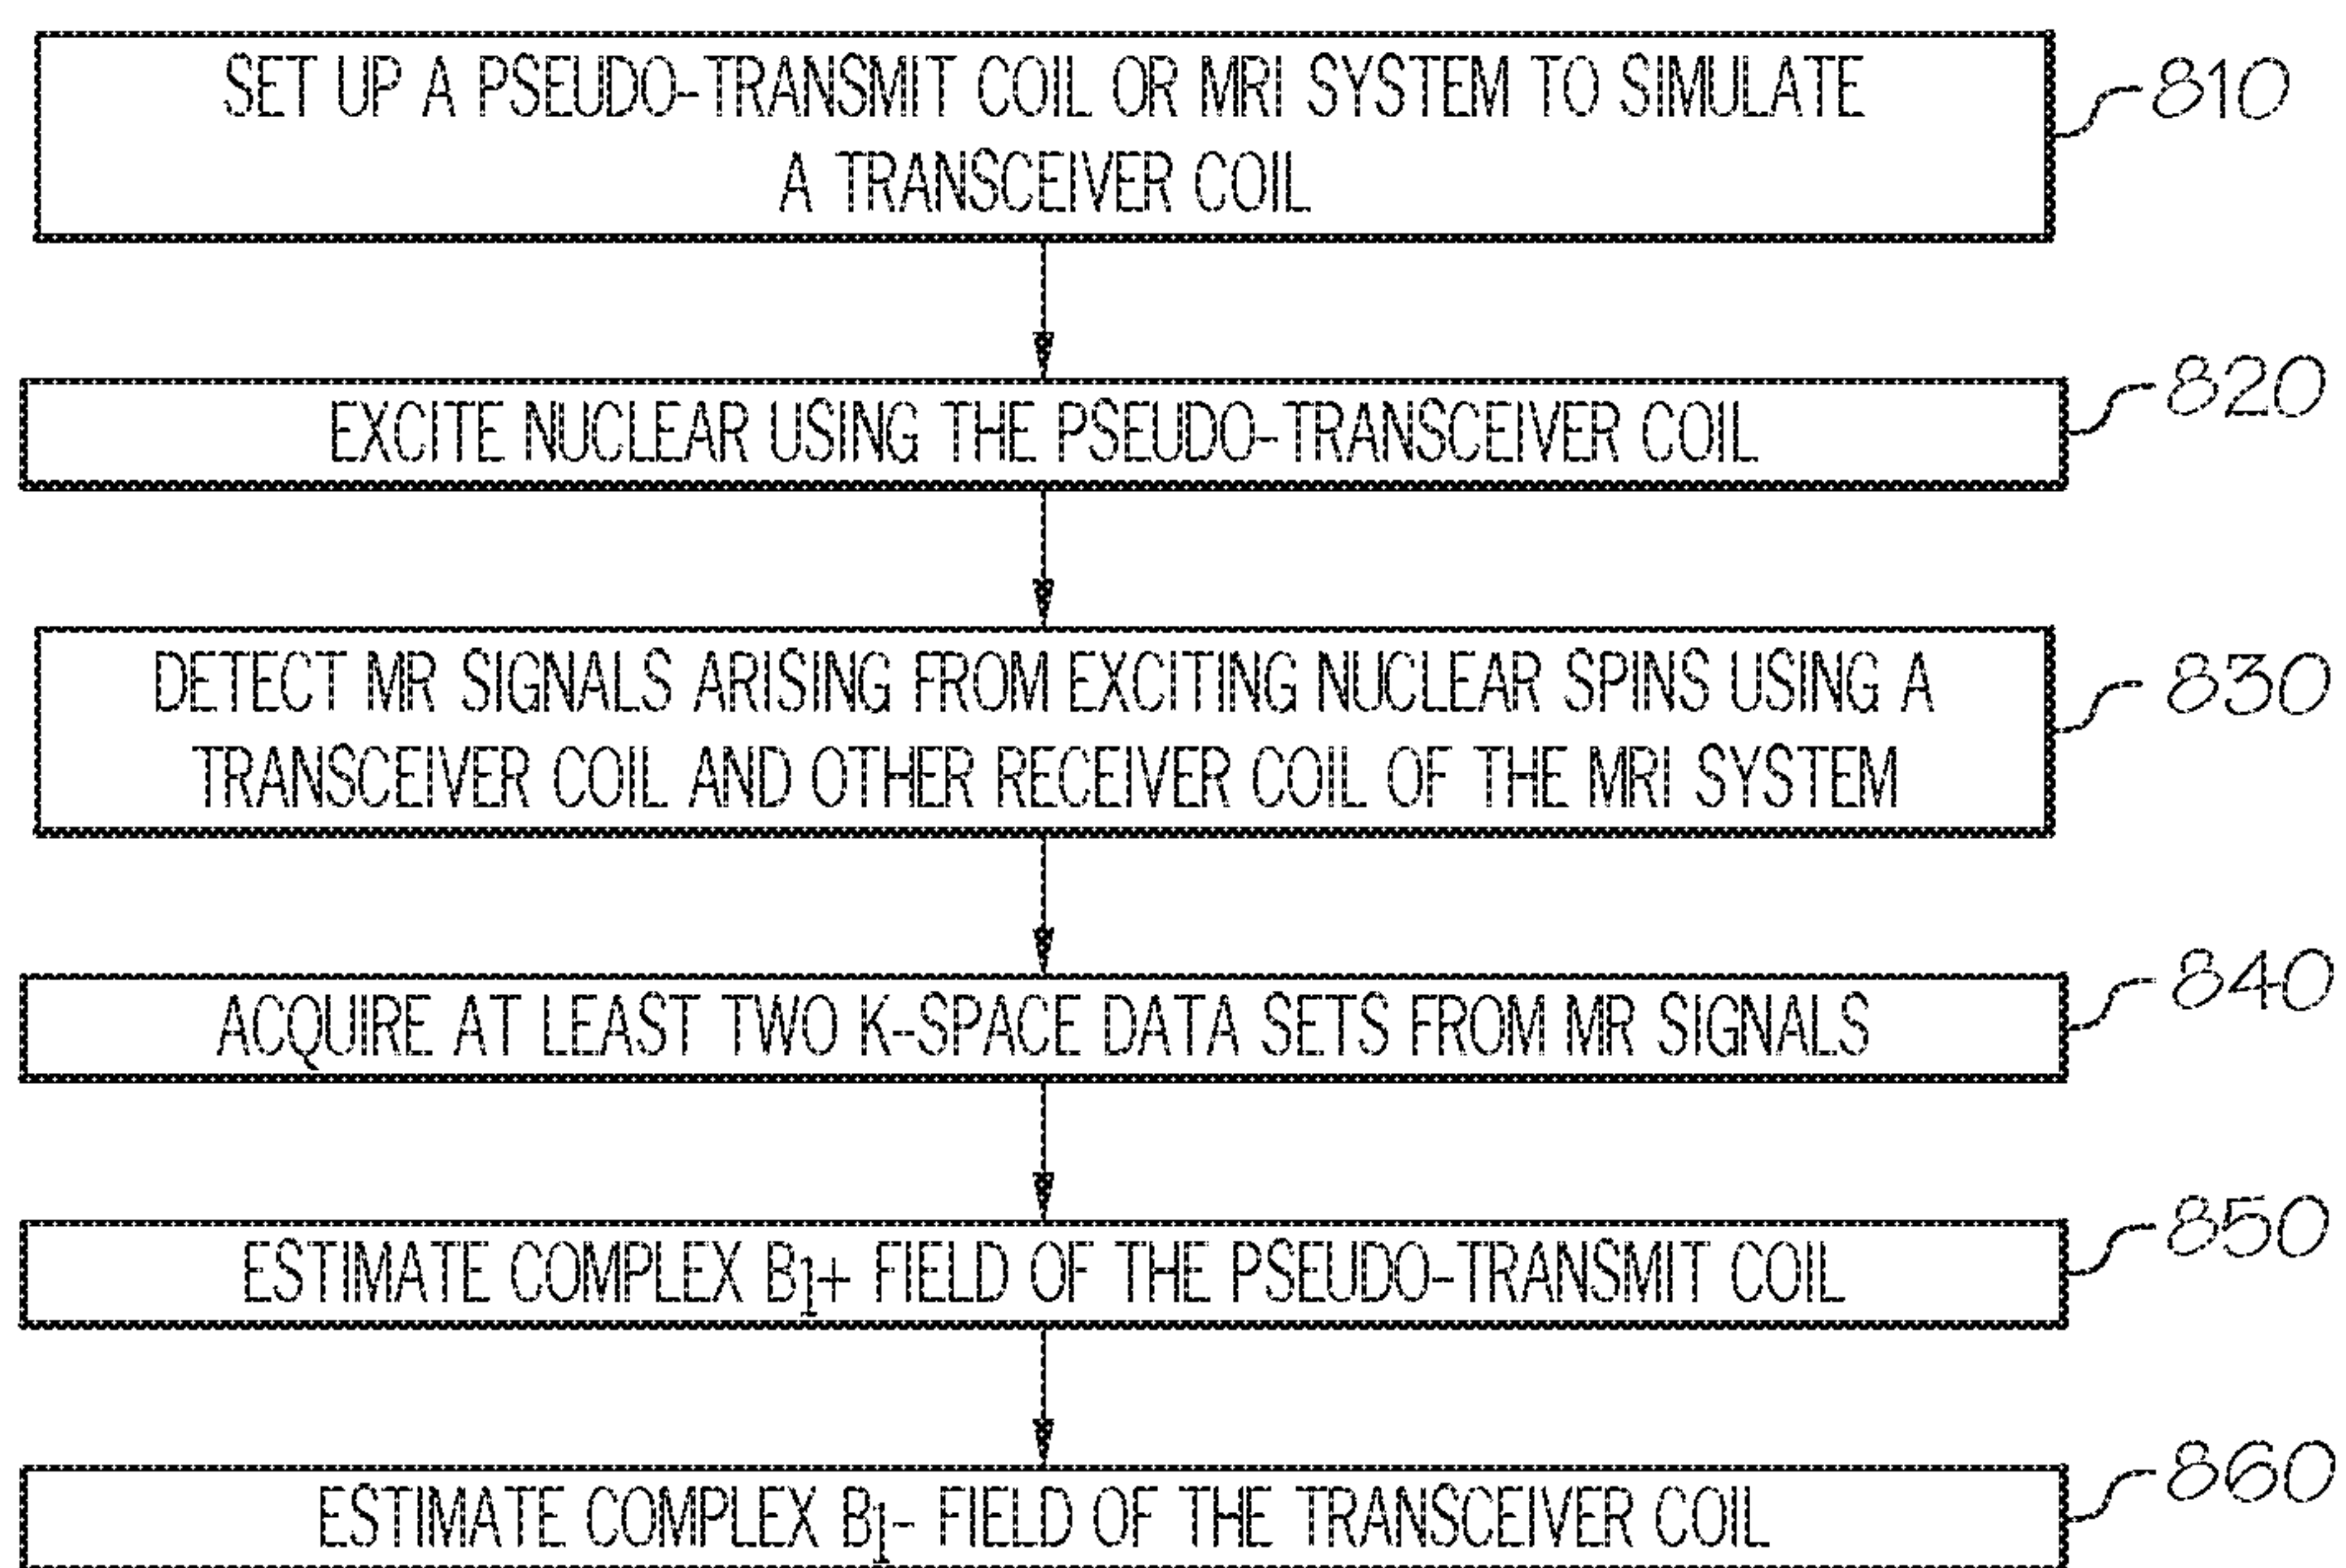 SET UP A PSEUDO-TRANSMIT COIL OR MRI SYSTEM TO SIMULATE
A TRANSCEIVER COIL
810
EXCITE NUCLEAR USING THE PSEUDO-TRANSCEIVER COIL
820
DETECT MR SIGNALS ARISING FROM EXCITING NUCLEAR SPINS USING A
TRANSCEIVER COIL AND OTHER RECEIVER COIL OF THE MRI SYSTEM
830
ACQUIRE AT LEAST TWO K-SPACE DATA SETS FROM MR SIGNALS
840
ESTIMATE COMPLEX B1+ FIELD OF THE PSEUDO-TRANSMIT COIL
850
ESTIMATE COMPLEX B1- FIELD OF THE TRANSCEIVER COIL
860